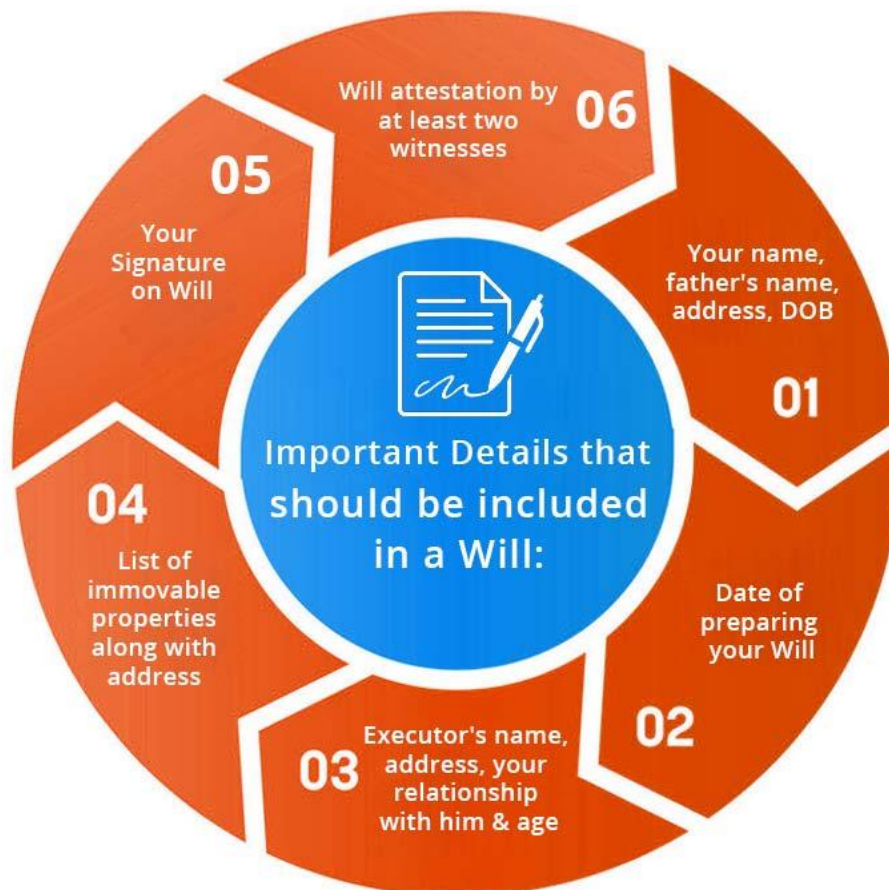 Important Details that
should be included
in a Will:
Your name,
father's name,
address, DOB
01
Date of
preparing
your Will
02
03
Executor's name,
address, your
relationship
with him & age
04
List of
immovable
properties
along with
address
05
Your
Signature
on Will
Will attestation by
at least two
witnesses
06